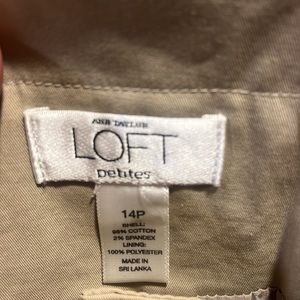 ANN TAYLOR
LOFT
petites
14P
SHELL:
98% COTTON
2% SPANDEX
LINING:
100% POLYESTER
MADE IN
SRI LANKA